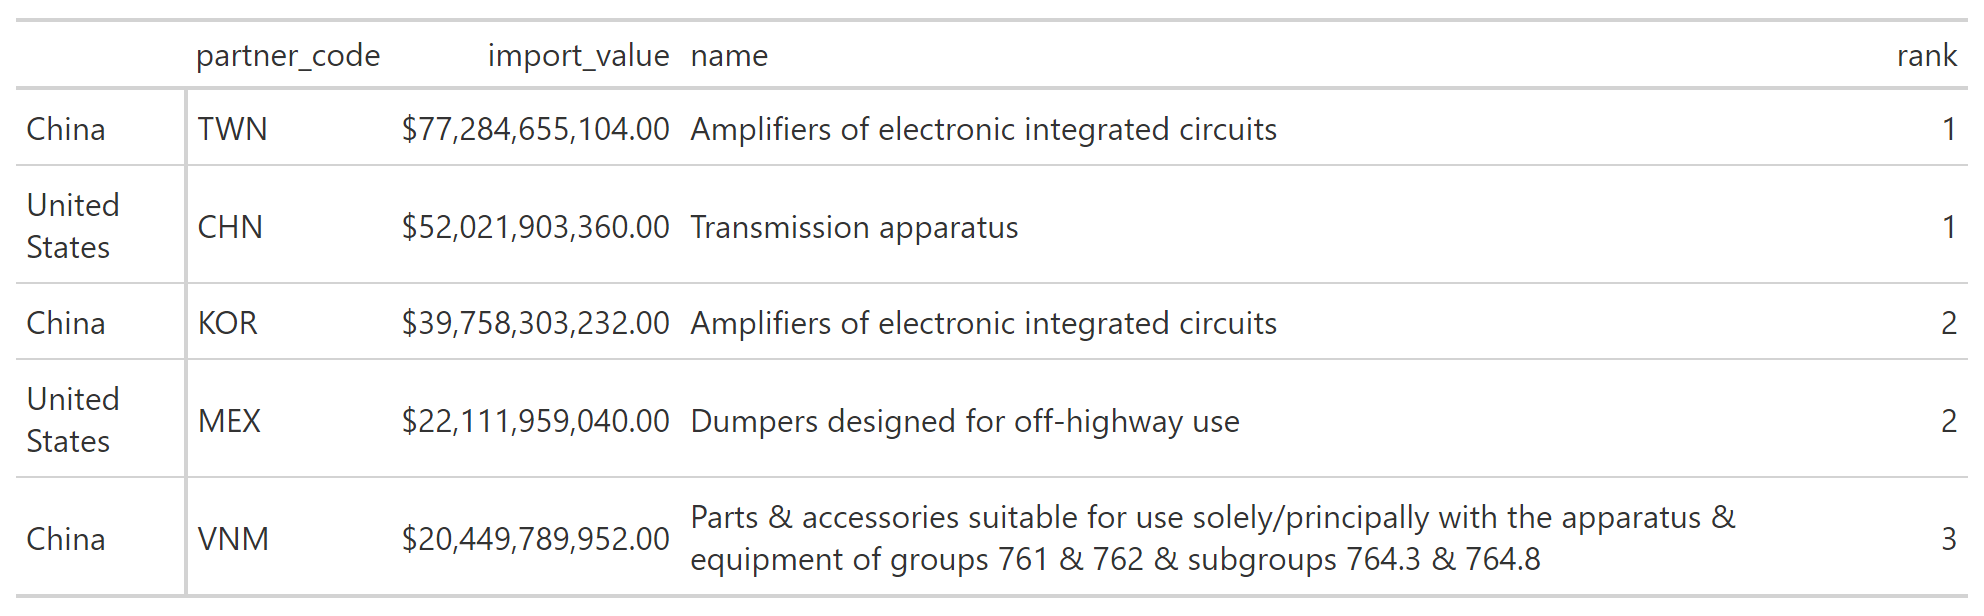 partner_code import_value name rank
China TWN $77,284,655,104.00 Amplifiers of electronic integrated circuits 1
United
States CHN $52,021,903,360.00 Transmission apparatus 1
China KOR $39,758,303,232.00 Amplifiers of electronic integrated circuits 2
United
States MEX $22,111,959,040.00 Dumpers designed for off-highway use 2
China VNM $20,449,789,952.00 Parts & accessories suitable for use solely/principally with the apparatus &
equipment of groups 761 & 762 & subgroups 764.3 & 764.8 3